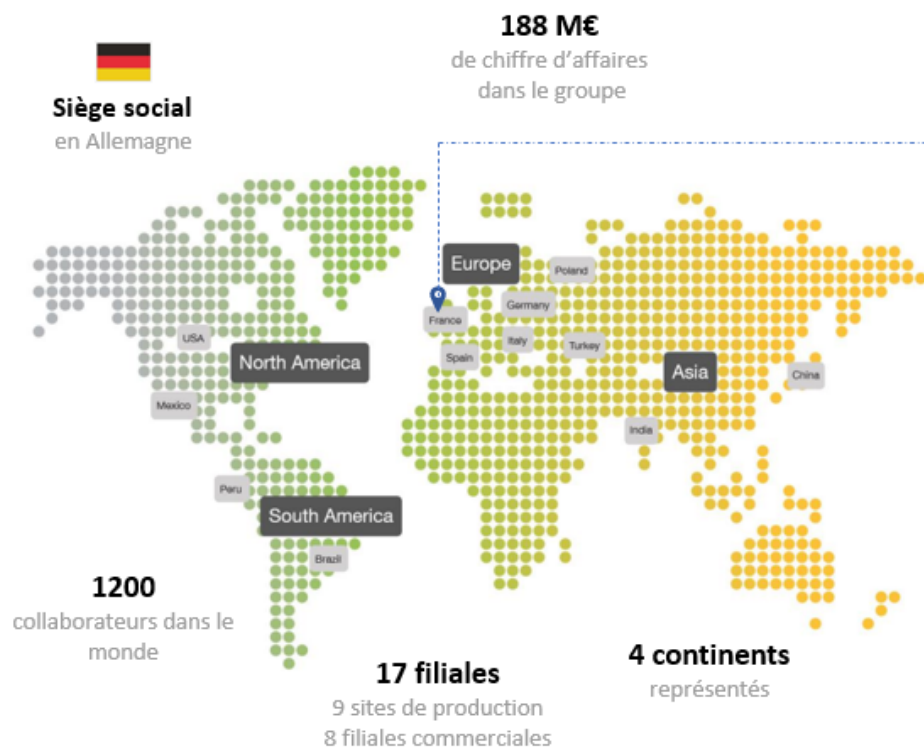 188 M€
de chiffre d'affaires
dans le groupe
Siège social
en Allemagne
Europe
Poland
Germany
France
USA
Italy
Turkey
Spain
North America
Asia
China
Mexico
India
Peru
South America
Brazil
1200
collaborateurs dans le
monde
4 continents
représentés
17 filiales
9 sites de production
8 filiales commerciales